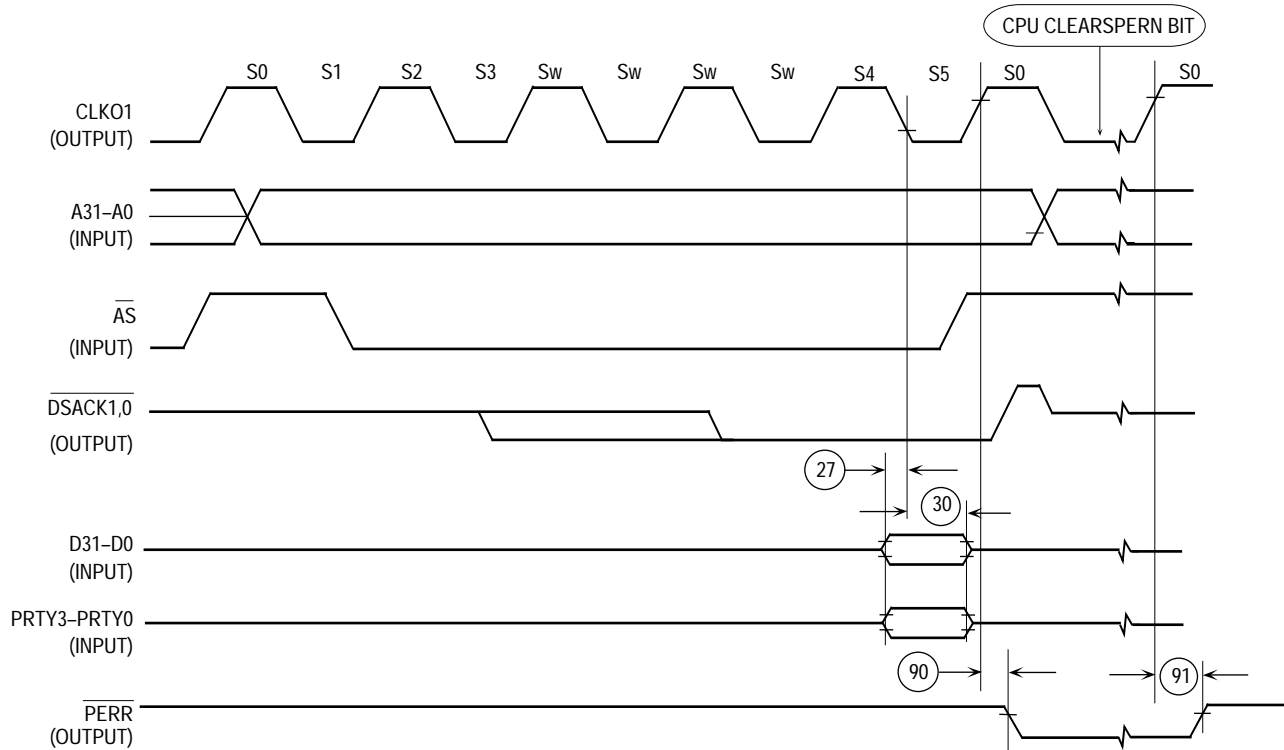 CPU CLEARSPERN BIT
S0 S1 S2 S3 Sw Sw Sw Sw S4 S5 S0 S0
CLKO1
(OUTPUT)
A31–A0
(INPUT)
AS
(INPUT)
DSACK1,0
(OUTPUT)
27
30
D31–D0
(INPUT)
PRTY3–PRTY0
(INPUT)
90
91
PERR
(OUTPUT)